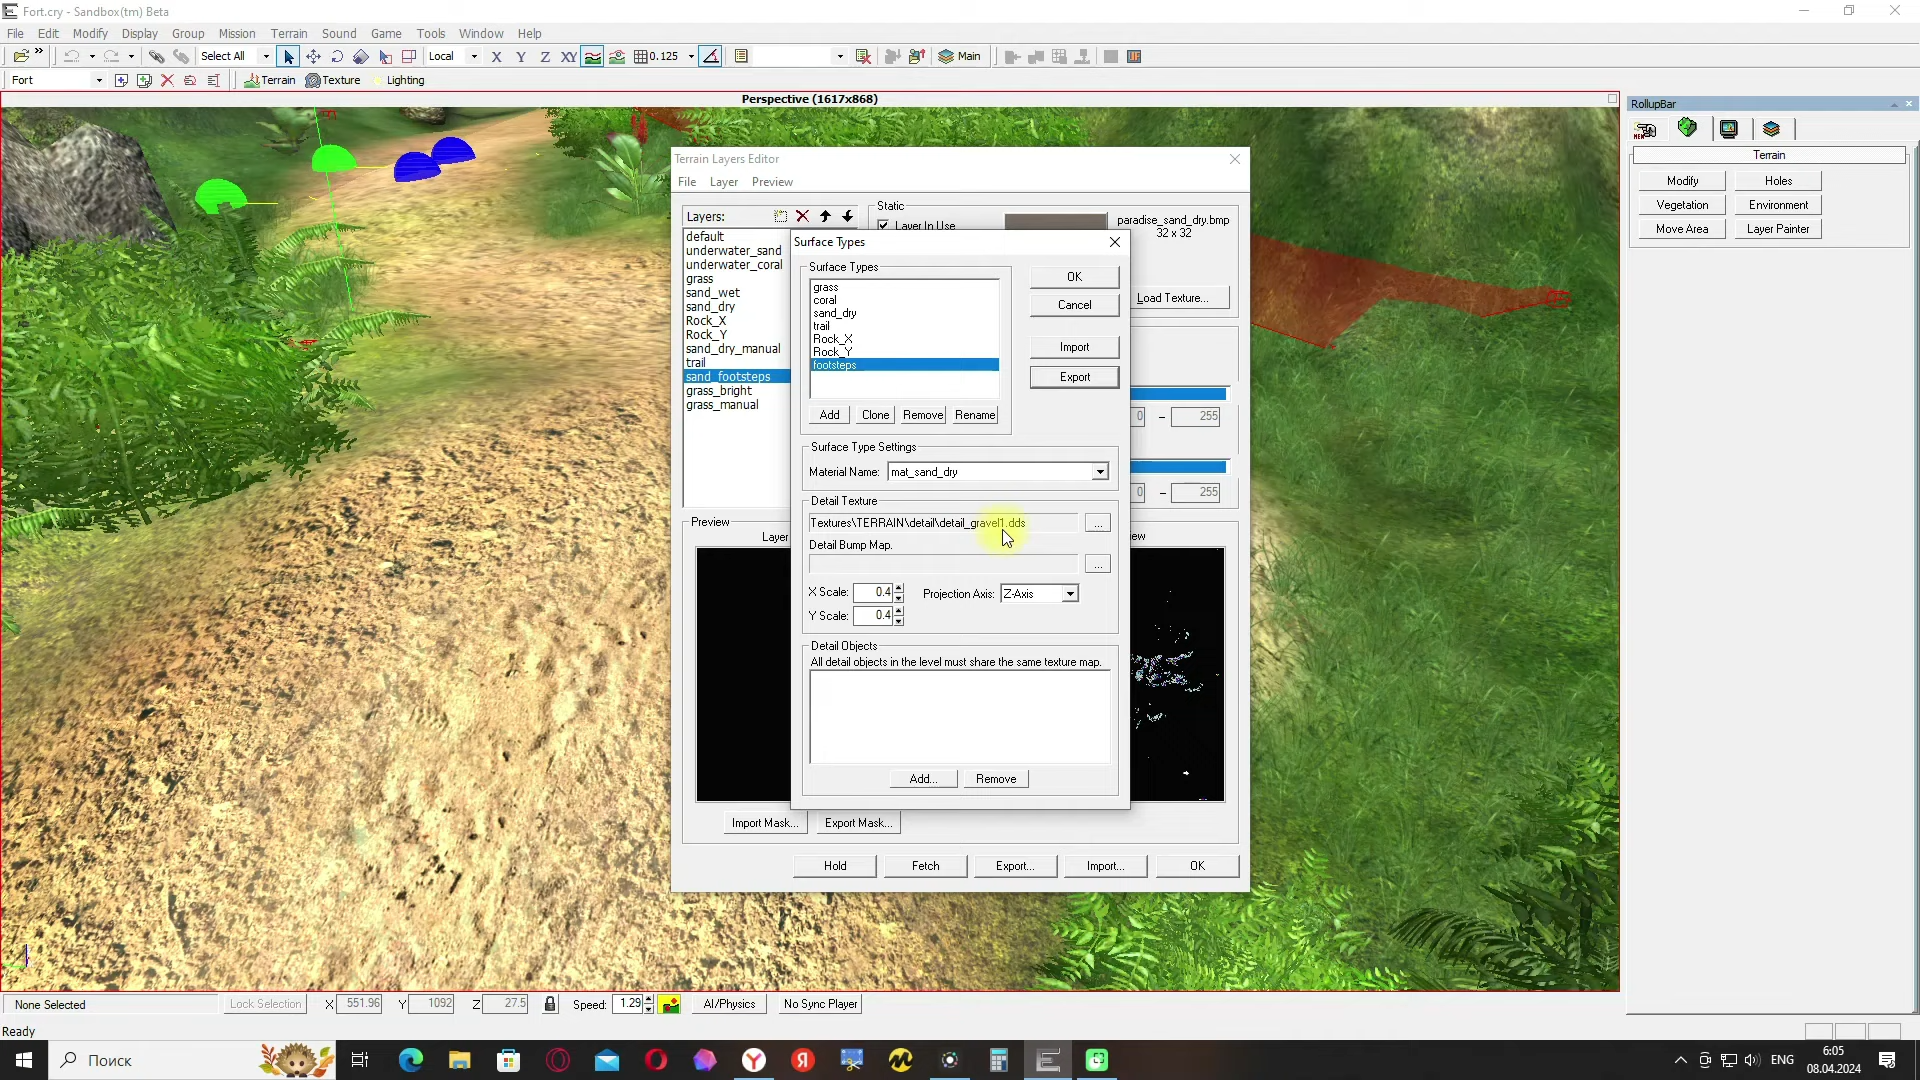 Fort.cry - Sandbox(tm) Beta
File Edit Modify Display Group Mission Terrain Sound Game Tools Window Help
Select All Local X Y Z XY 0.125 Main
Fort Terrain Texture Lighting
Perspective (1617x868)
RollupBar
Terrain
Modify Holes
Vegetation Environment
Move Area Layer Painter
Terrain Layers Editor
File Layer Preview
Layers:
default
underwater_sand
underwater_coral
grass
sand_wet
sand_dry
Rock_X
Rock_Y
sand_dry_manual
trail
sand_footsteps
grass_bright
grass_manual
Static
Layer In Use
paradise_sand_dry.bmp
32 x 32
Load Texture...
0 – 255
0 – 255
Preview
Layer
Import Mask... Export Mask...
Hold Fetch Export... Import... OK
Surface Types
Surface Types
grass
coral
sand_dry
trail
Rock_X
Rock_Y
footsteps
Add Clone Remove Rename
OK
Cancel
Import
Export
Surface Type Settings
Material Name: mat_sand_dry
Detail Texture
Textures\TERRAIN\detail\detail_gravel1.dds ...
Detail Bump Map.
...
X Scale: 0.4 Projection Axis: Z-Axis
Y Scale: 0.4
Detail Objects
All detail objects in the level must share the same texture map.
Add... Remove
None Selected Lock Selection X 551.96 Y 1092 Z 27.5 Speed: 1.29 AI/Physics No Sync Player
Ready
Поиск
ENG
6:05
08.04.2024